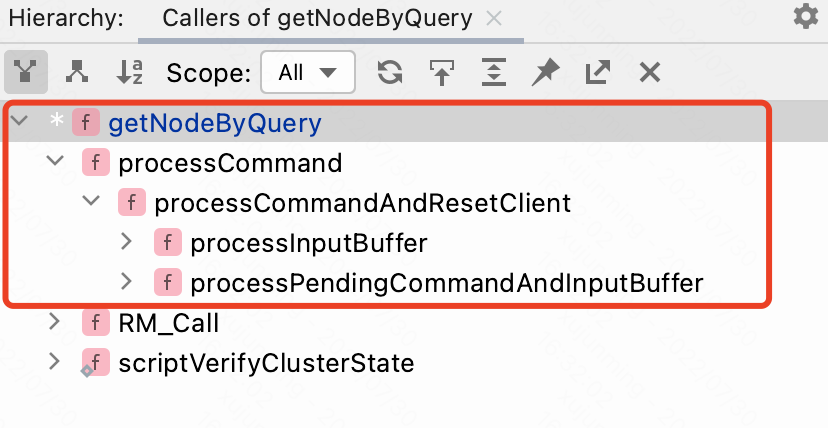 Hierarchy: Callers of getNodeByQuery
Scope: All
* f getNodeByQuery
f processCommand
f processCommandAndResetClient
f processInputBuffer
f processPendingCommandAndInputBuffer
f RM_Call
f scriptVerifyClusterState